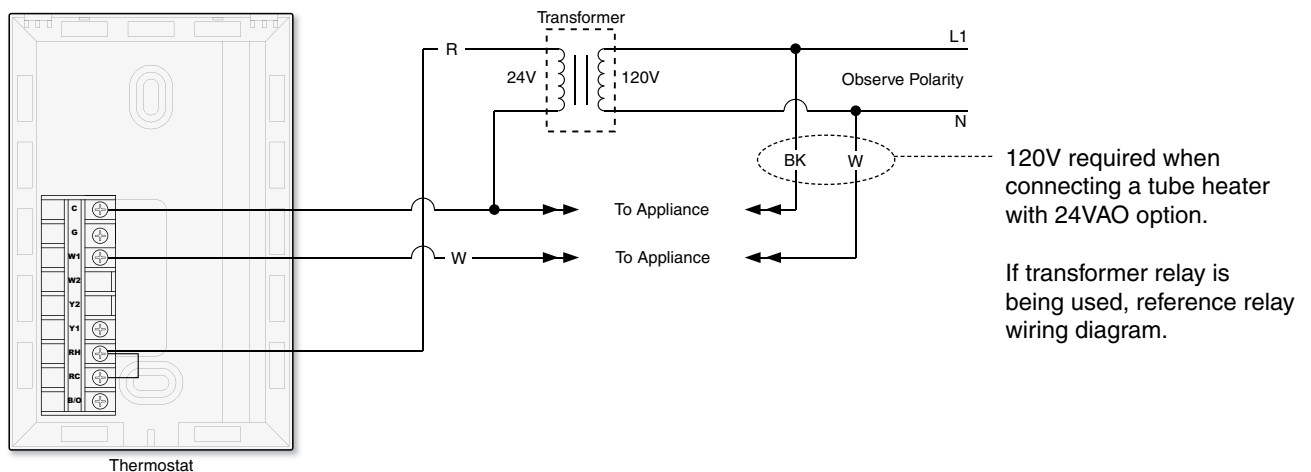 Transformer
R
24V
120V
L1
Observe Polarity
N
BK W
120V required when
connecting a tube heater
with 24VAO option.
If transformer relay is
being used, reference relay
wiring diagram.
C
To Appliance
G
W1
W
To Appliance
W2
Y2
Y1
RH
RC
B/O
Thermostat